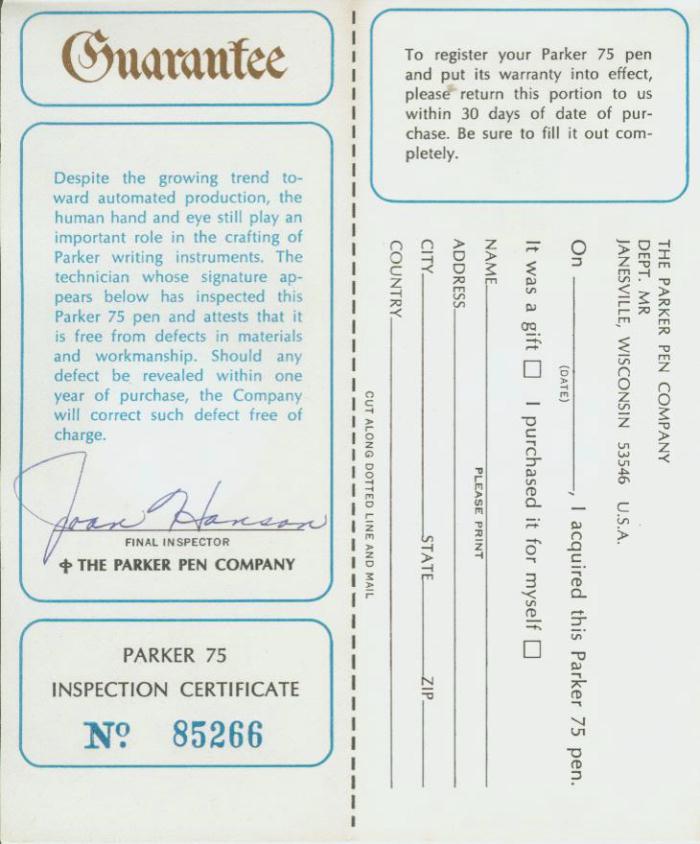 Guarantee
Despite the growing trend to-
ward automated production, the
human hand and eye still play an
important role in the crafting of
Parker writing instruments. The
technician whose signature ap-
pears below has inspected this
Parker 75 pen and attests that it
is free from defects in materials
and workmanship. Should any
defect be revealed within one
year of purchase, the Company
will correct such defect free of
charge.
Joan Hanson
FINAL INSPECTOR
THE PARKER PEN COMPANY
PARKER 75
INSPECTION CERTIFICATE
Nº 85266
To register your Parker 75 pen
and put its warranty into effect,
please return this portion to us
within 30 days of date of pur-
chase. Be sure to fill it out com-
pletely.
THE PARKER PEN COMPANY
DEPT. MR
JANESVILLE, WISCONSIN 53546 U.S.A.
On , I acquired this Parker 75 pen.
(DATE)
It was a gift □ I purchased it for myself □
NAME
PLEASE PRINT
ADDRESS
CITY STATE ZIP
COUNTRY
CUT ALONG DOTTED LINE AND MAIL